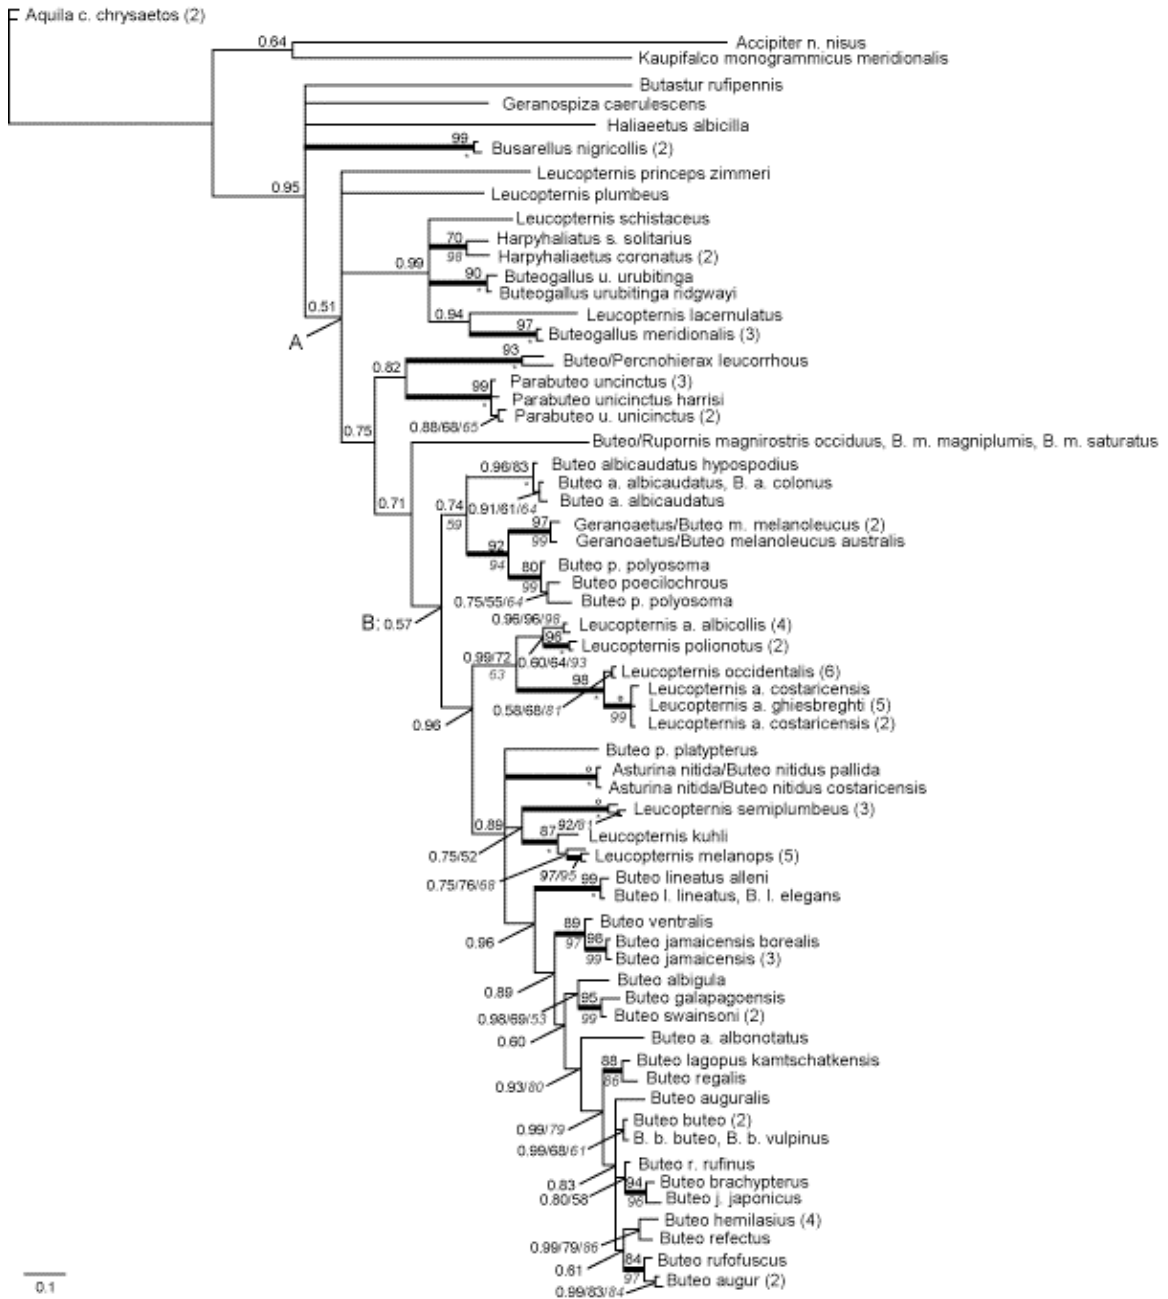 Aquila c. chrysaetos (2)
0.64
Accipiter n. nisus
Kaupifalco monogrammicus meridionalis
Butastur rufipennis
Geranospiza caerulescens
Haliaeetus albicilla
99
Busarellus nigricollis (2)
*
Leucopternis princeps zimmeri
0.95
Leucopternis plumbeus
Leucopternis schistaceus
70
Harpyhaliatus s. solitarius
98
Harpyhaliaetus coronatus (2)
0.99
90
Buteogallus u. urubitinga
*
Buteogallus urubitinga ridgwayi
0.51
0.94
Leucopternis lacernulatus
97
Buteogallus meridionalis (3)
*
A
93
Buteo/Percnohierax leucorrhous
*
0.82
99
Parabuteo uncinctus (3)
Parabuteo unicinctus harrisi
*
Parabuteo u. unicinctus (2)
0.88/68/65
0.75
Buteo/Rupornis magnirostris occiduus, B. m. magniplumis, B. m. saturatus
0.96/83
Buteo albicaudatus hypospodius
*
Buteo a. albicaudatus, B. a. colonus
0.71
0.74
0.91/61/64
Buteo a. albicaudatus
59
97
Geranoaetus/Buteo m. melanoleucus (2)
99
Geranoaetus/Buteo melanoleucus australis
92
94
80
Buteo p. polyosoma
99
Buteo poecilochrous
0.75/55/64
Buteo p. polyosoma
B: 0.57
0.96/96/98
Leucopternis a. albicollis (4)
96
Leucopternis polionotus (2)
*
0.99/72
63
0.60/64/93
98
Leucopternis occidentalis (6)
*
*
Leucopternis a. costaricensis
0.58/68/81
99
Leucopternis a. ghiesbreghti (5)
0.96
Leucopternis a. costaricensis (2)
Buteo p. platypterus
Asturina nitida/Buteo nitidus pallida
*
Asturina nitida/Buteo nitidus costaricensis
Leucopternis semiplumbeus (3)
*
0.89
92/81
87
Leucopternis kuhli
*
0.75/52
Leucopternis melanops (5)
0.75/76/68
97/95
99
Buteo lineatus alleni
*
Buteo l. lineatus, B. l. elegans
89
Buteo ventralis
0.96
97
98
Buteo jamaicensis borealis
99
Buteo jamaicensis (3)
0.89
Buteo albigula
95
Buteo galapagoensis
0.98/69/53
99
Buteo swainsoni (2)
0.60
Buteo a. albonotatus
88
Buteo lagopus kamtschatkensis
0.93/80
86
Buteo regalis
Buteo auguralis
0.99/79
Buteo buteo (2)
0.99/68/61
B. b. buteo, B. b. vulpinus
Buteo r. rufinus
0.83
94
Buteo brachypterus
0.80/58
96
Buteo j. japonicus
Buteo hemilasius (4)
0.99/79/86
Buteo refectus
84
Buteo rufofuscus
0.61
97
Buteo augur (2)
0.99/83/84
0.1